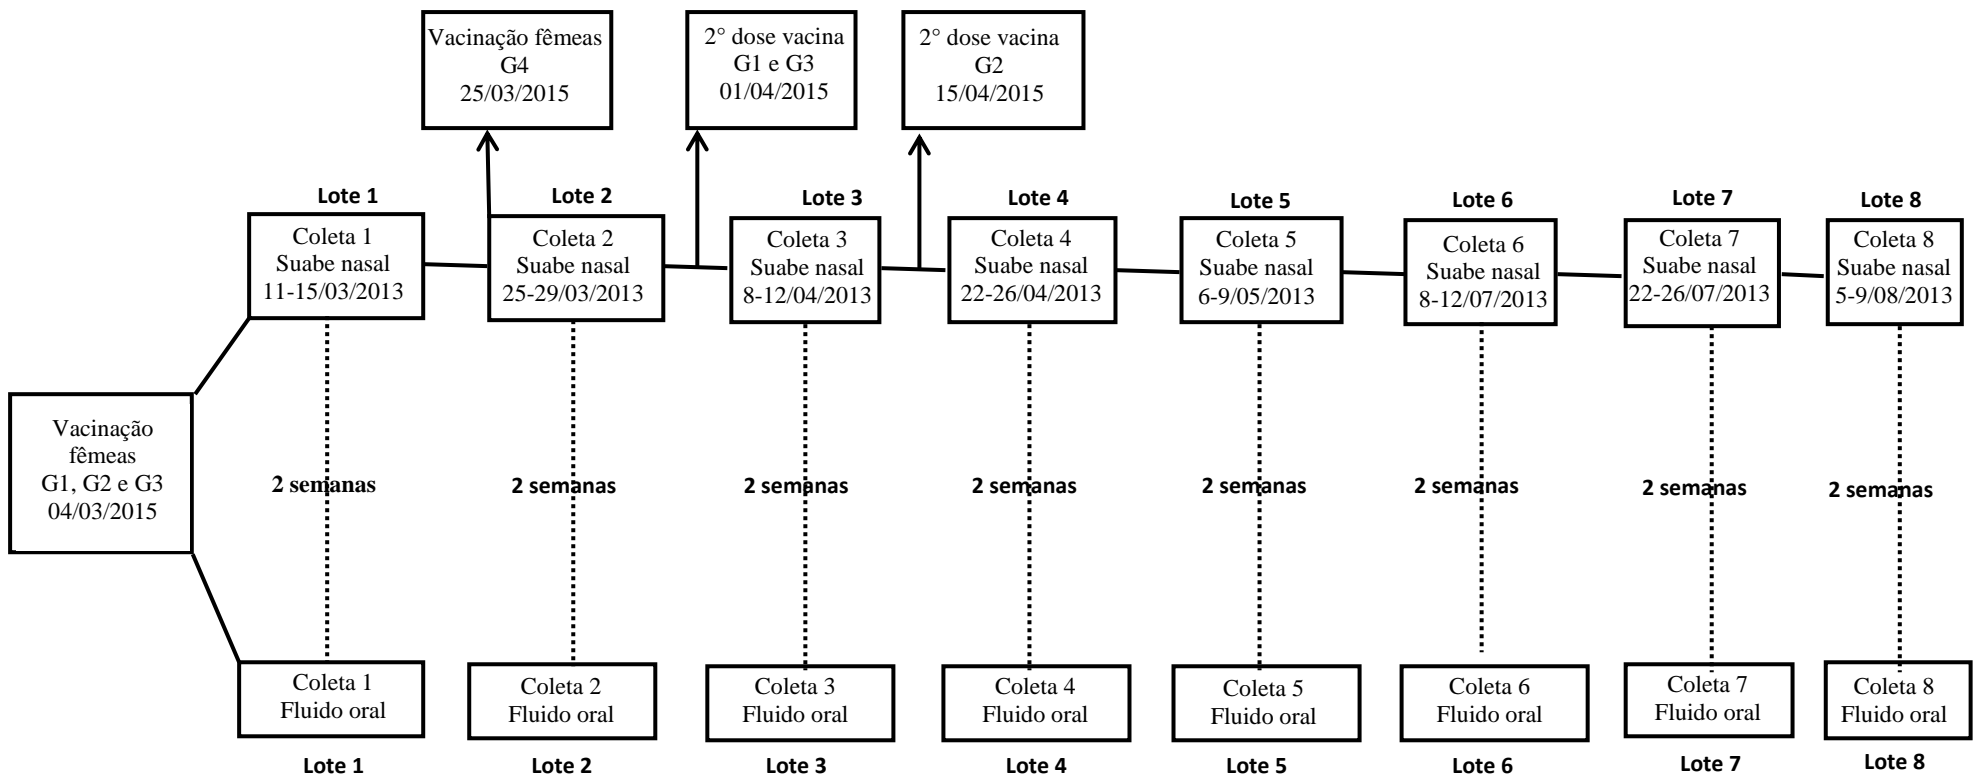 Vacinação fêmeas
G4
25/03/2015
2° dose vacina
G1 e G3
01/04/2015
2° dose vacina
G2
15/04/2015
Lote 1
Lote 2
Lote 3
Lote 4
Lote 5
Lote 6
Lote 7
Lote 8
Coleta 1
Suabe nasal
11-15/03/2013
Coleta 2
Suabe nasal
25-29/03/2013
Coleta 3
Suabe nasal
8-12/04/2013
Coleta 4
Suabe nasal
22-26/04/2013
Coleta 5
Suabe nasal
6-9/05/2013
Coleta 6
Suabe nasal
8-12/07/2013
Coleta 7
Suabe nasal
22-26/07/2013
Coleta 8
Suabe nasal
5-9/08/2013
Vacinação
fêmeas
G1, G2 e G3
04/03/2015
2 semanas
2 semanas
2 semanas
2 semanas
2 semanas
2 semanas
2 semanas
2 semanas
Coleta 1
Fluido oral
Coleta 2
Fluido oral
Coleta 3
Fluido oral
Coleta 4
Fluido oral
Coleta 5
Fluido oral
Coleta 6
Fluido oral
Coleta 7
Fluido oral
Coleta 8
Fluido oral
Lote 1
Lote 2
Lote 3
Lote 4
Lote 5
Lote 6
Lote 7
Lote 8